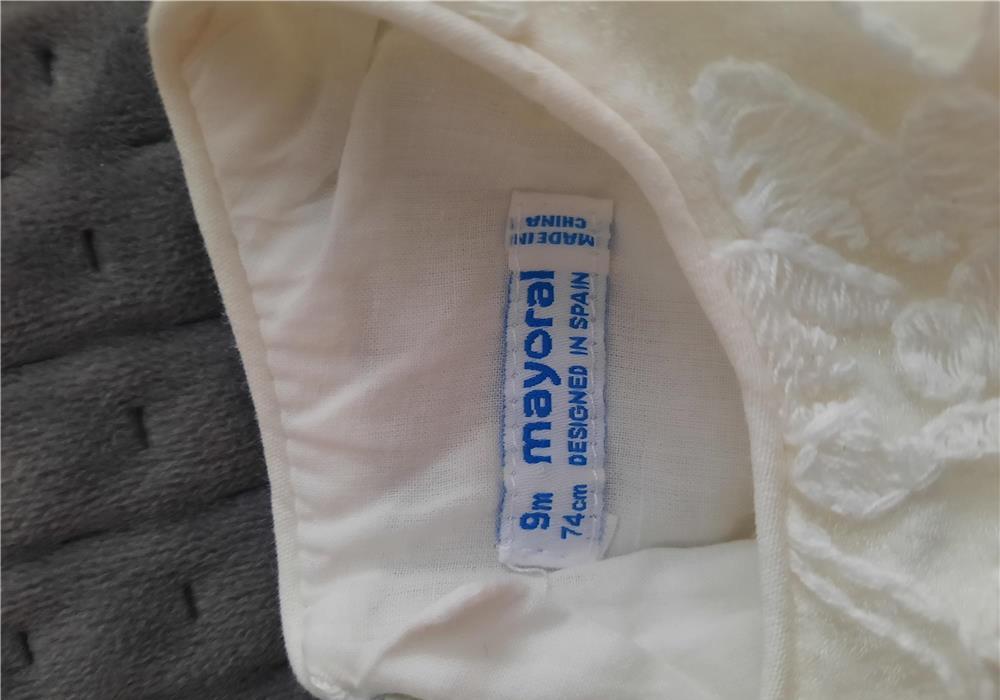 9m mayoral
74cm DESIGNED IN SPAIN
MADE IN
CHINA